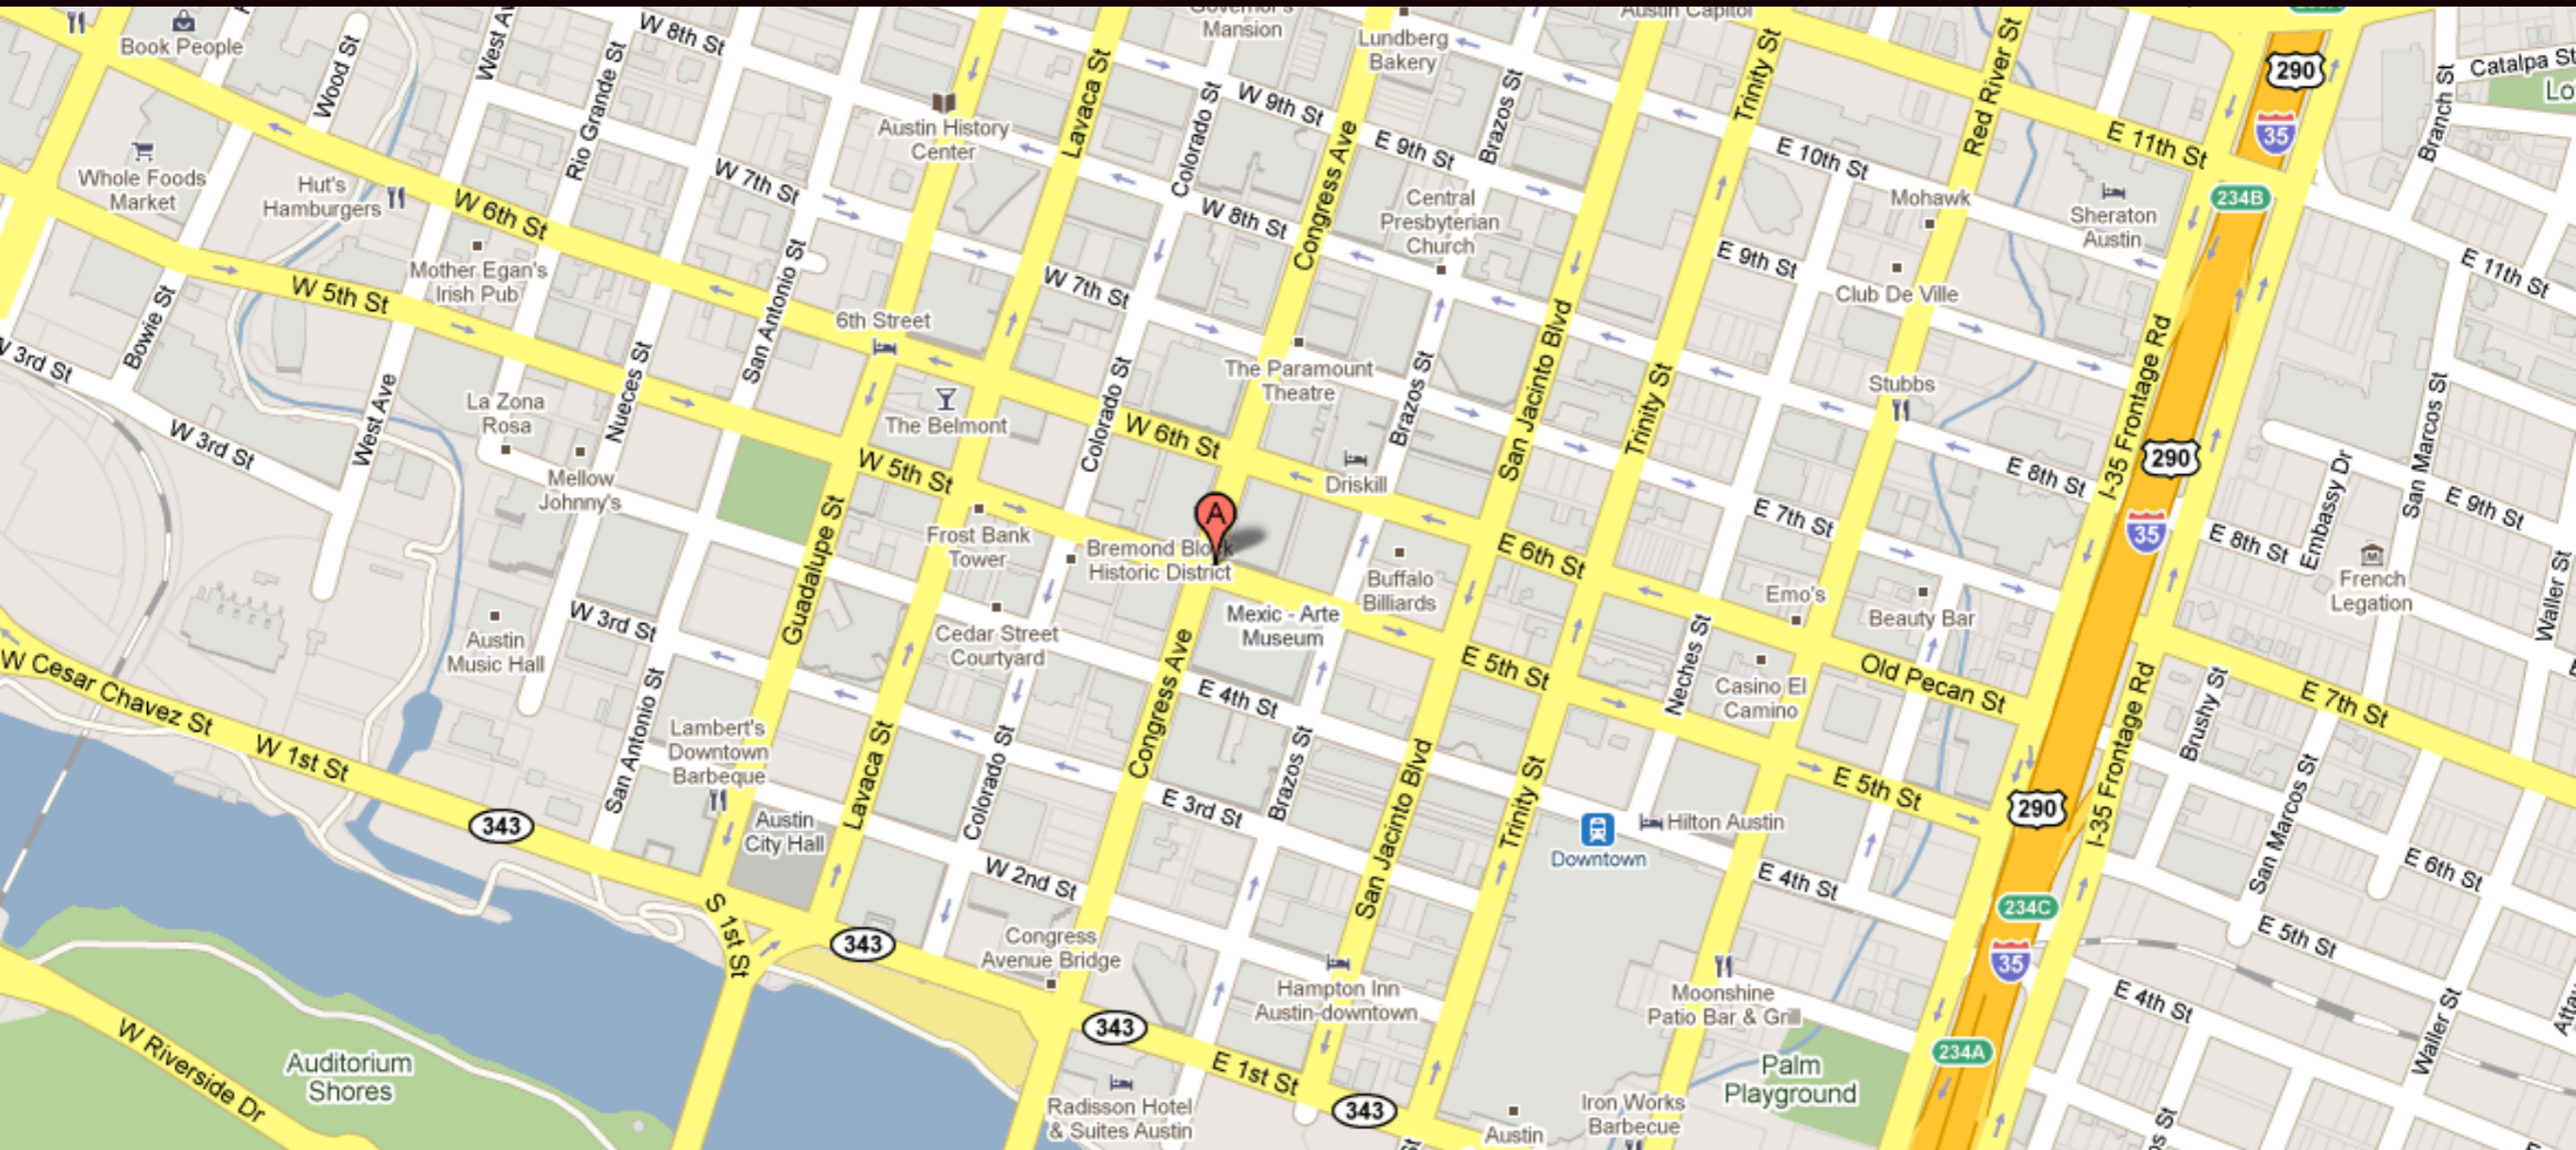 Governor's
Mansion
Austin Capitol
Book People
Wood St
W 8th St
Rio Grande St
Lavaca St
Lundberg
Bakery
Brazos St
Trinity St
Red River St
290
35
Catalpa St
Branch St
Austin History
Center
Colorado St
W 9th St
Congress Ave
E 9th St
E 10th St
E 11th St
234B
Whole Foods
Market
Hut's
Hamburgers
W 6th St
W 7th St
W 8th St
Central
Presbyterian
Church
Mohawk
Sheraton
Austin
E 9th St
Club De Ville
E 11th St
Mother Egan's
Irish Pub
W 5th St
San Antonio St
W 7th St
6th Street
The Paramount
Theatre
Brazos St
San Jacinto Blvd
Trinity St
Stubbs
I-35 Frontage Rd
San Marcos St
W 3rd St
Bowie St
West Ave
Nueces St
La Zona
Rosa
Mellow
Johnny's
The Belmont
Colorado St
W 6th St
W 5th St
Driskill
E 8th St
290
35
E 7th St
E 8th St
Embassy Dr
E 9th St
W 3rd St
Guadalupe St
Frost Bank
Tower
A
Bremond Block
Historic District
Buffalo
Billiards
E 6th St
Emo's
Beauty Bar
French
Legation
Waller St
Mexic - Arte
Museum
Austin
Music Hall
W 3rd St
Cedar Street
Courtyard
Congress Ave
E 4th St
E 5th St
Neches St
Casino El
Camino
Old Pecan St
E 7th St
Brushy St
I-35 Frontage Rd
W Cesar Chavez St
W 1st St
San Antonio St
Lambert's
Downtown
Barbeque
Lavaca St
Colorado St
Brazos St
E 3rd St
San Jacinto Blvd
Trinity St
Downtown
Hilton Austin
E 5th St
290
San Marcos St
343
Austin
City Hall
W 2nd St
E 4th St
234C
E 6th St
E 5th St
S 1st St
343
Congress
Avenue Bridge
Hampton Inn
Austin-downtown
Moonshine
Patio Bar & Grill
35
E 4th St
Waller St
343
E 1st St
234A
Palm
Playground
Auditorium
Shores
W Riverside Dr
Radisson Hotel
& Suites Austin
343
Austin
Iron Works
Barbecue